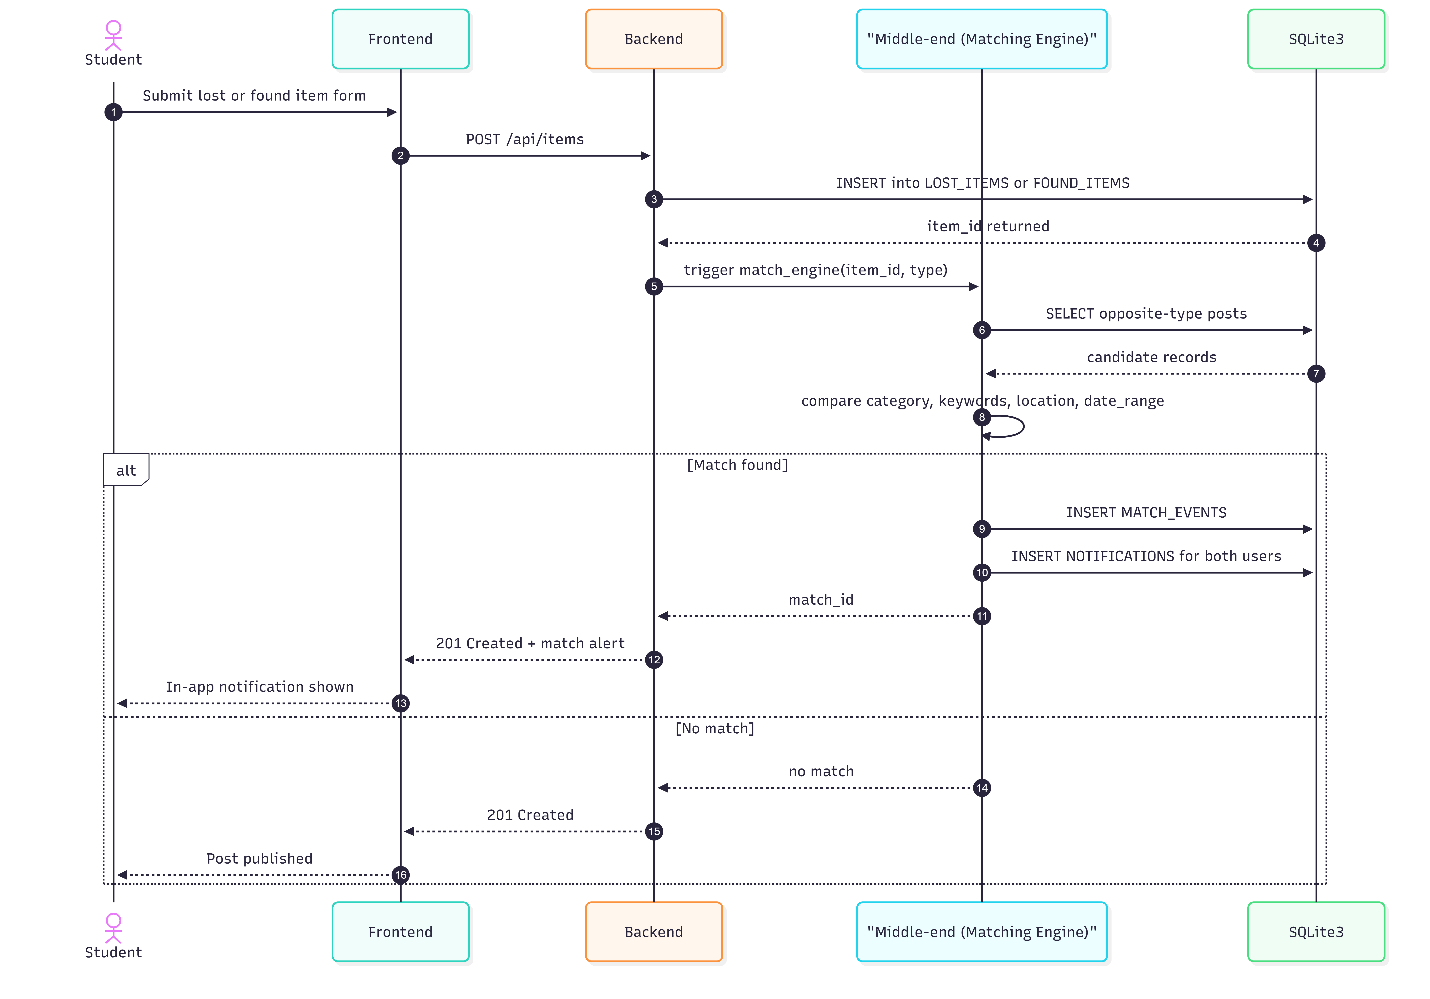 Student
Frontend
Backend
"Middle-end (Matching Engine)"
SQLite3
Submit lost or found item form
1
POST /api/items
2
INSERT into LOST_ITEMS or FOUND_ITEMS
3
item_id returned
4
trigger match_engine(item_id, type)
5
SELECT opposite-type posts
6
candidate records
7
compare category, keywords, location, date_range
8
alt
[Match found]
INSERT MATCH_EVENTS
9
INSERT NOTIFICATIONS for both users
10
match_id
11
201 Created + match alert
12
In-app notification shown
13
[No match]
no match
14
201 Created
15
Post published
16
Student
Frontend
Backend
"Middle-end (Matching Engine)"
SQLite3